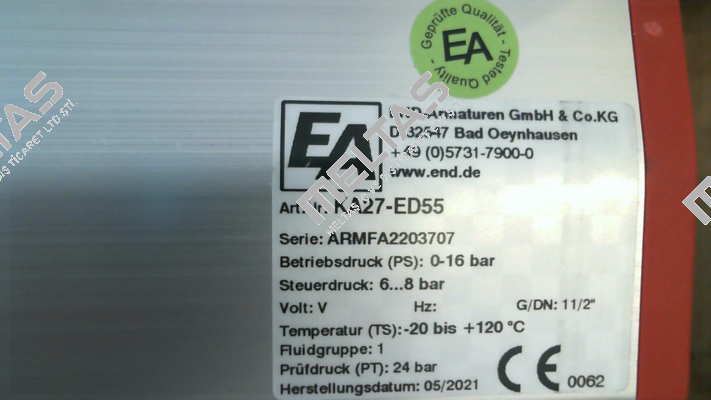 Geprüfte Qualität -
EA
Tested Quality -
EA
END-Armaturen GmbH & Co.KG
D-32547 Bad Oeynhausen
+49 (0)5731-7900-0
www.end.de
Art.Nr. KA27-ED55
Serie: ARMFA2203707
Betriebsdruck (PS): 0-16 bar
Steuerdruck: 6...8 bar
Volt: V Hz: G/DN: 11/2"
Temperatur (TS):-20 bis +120 °C
Fluidgruppe: 1
Prüfdruck (PT): 24 bar
Herstellungsdatum: 05/2021
CE 0062
MELTAS
MELTAS
MELTAS